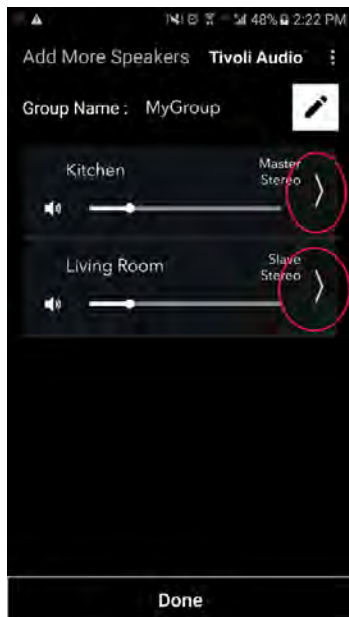 48% 2:22 PM
Add More Speakers Tivoli Audio
Group Name : MyGroup
Kitchen
Master
Stereo
Living Room
Slave
Stereo
Done